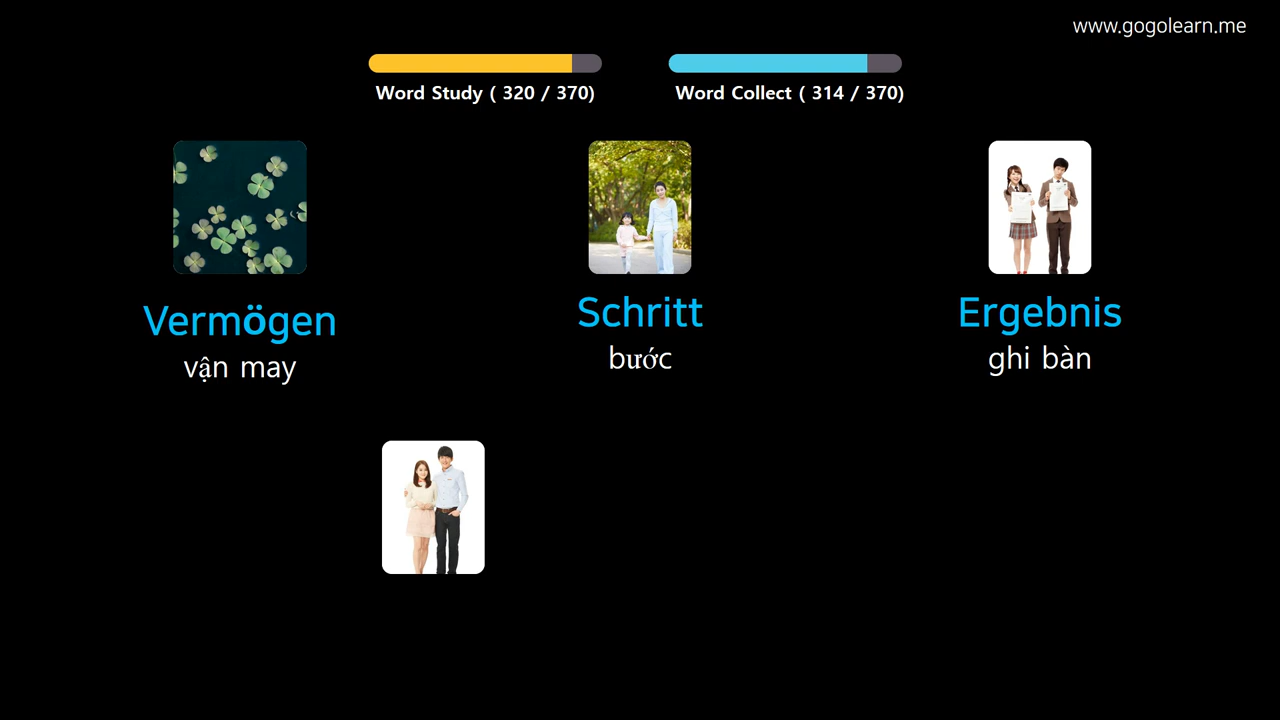 www.gogolearn.me
Word Study ( 320 / 370)
Word Collect ( 314 / 370)
Vermögen
vận may
Schritt
bước
Ergebnis
ghi bàn